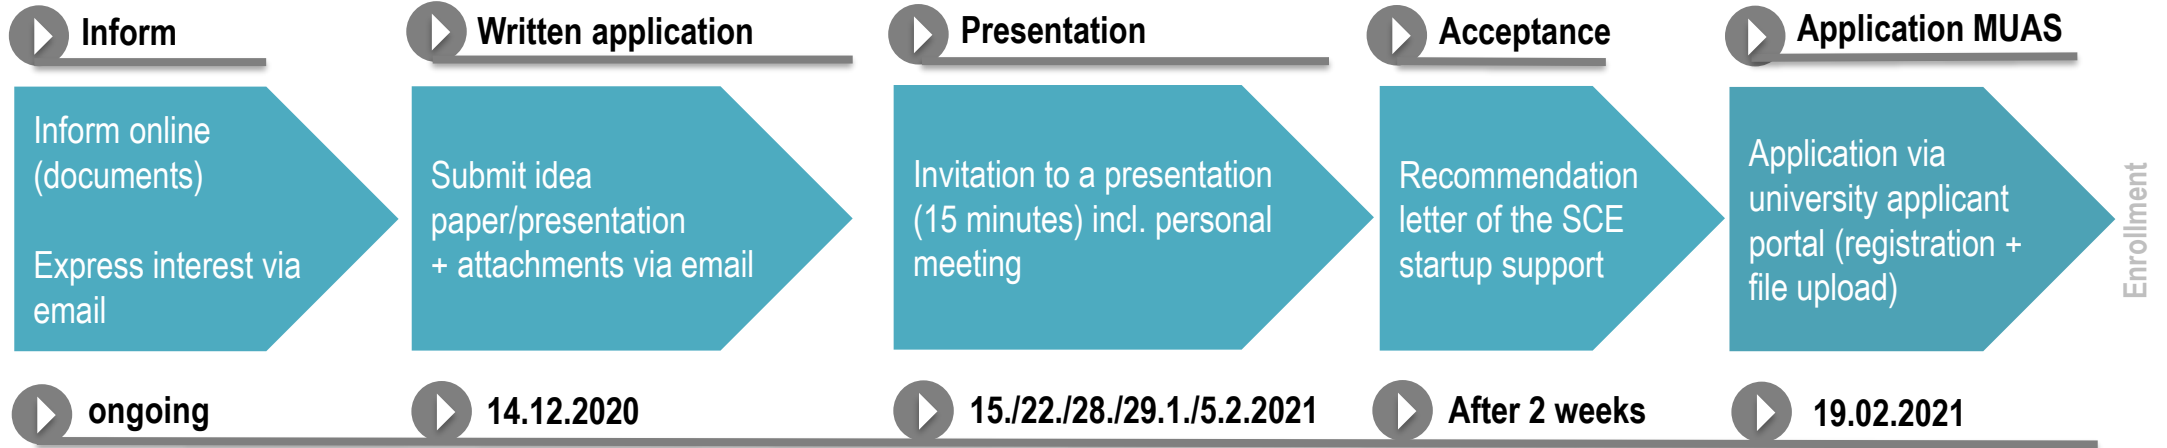 Inform
Written application
Presentation
Acceptance
Application MUAS
Inform online
(documents)
Express interest via
email
Submit idea
paper/presentation
+ attachments via email
Invitation to a presentation
(15 minutes) incl. personal
meeting
Recommendation
letter of the SCE
startup support
Application via
university applicant
portal (registration +
file upload)
Enrollment
ongoing
14.12.2020
15./22./28./29.1./5.2.2021
After 2 weeks
19.02.2021